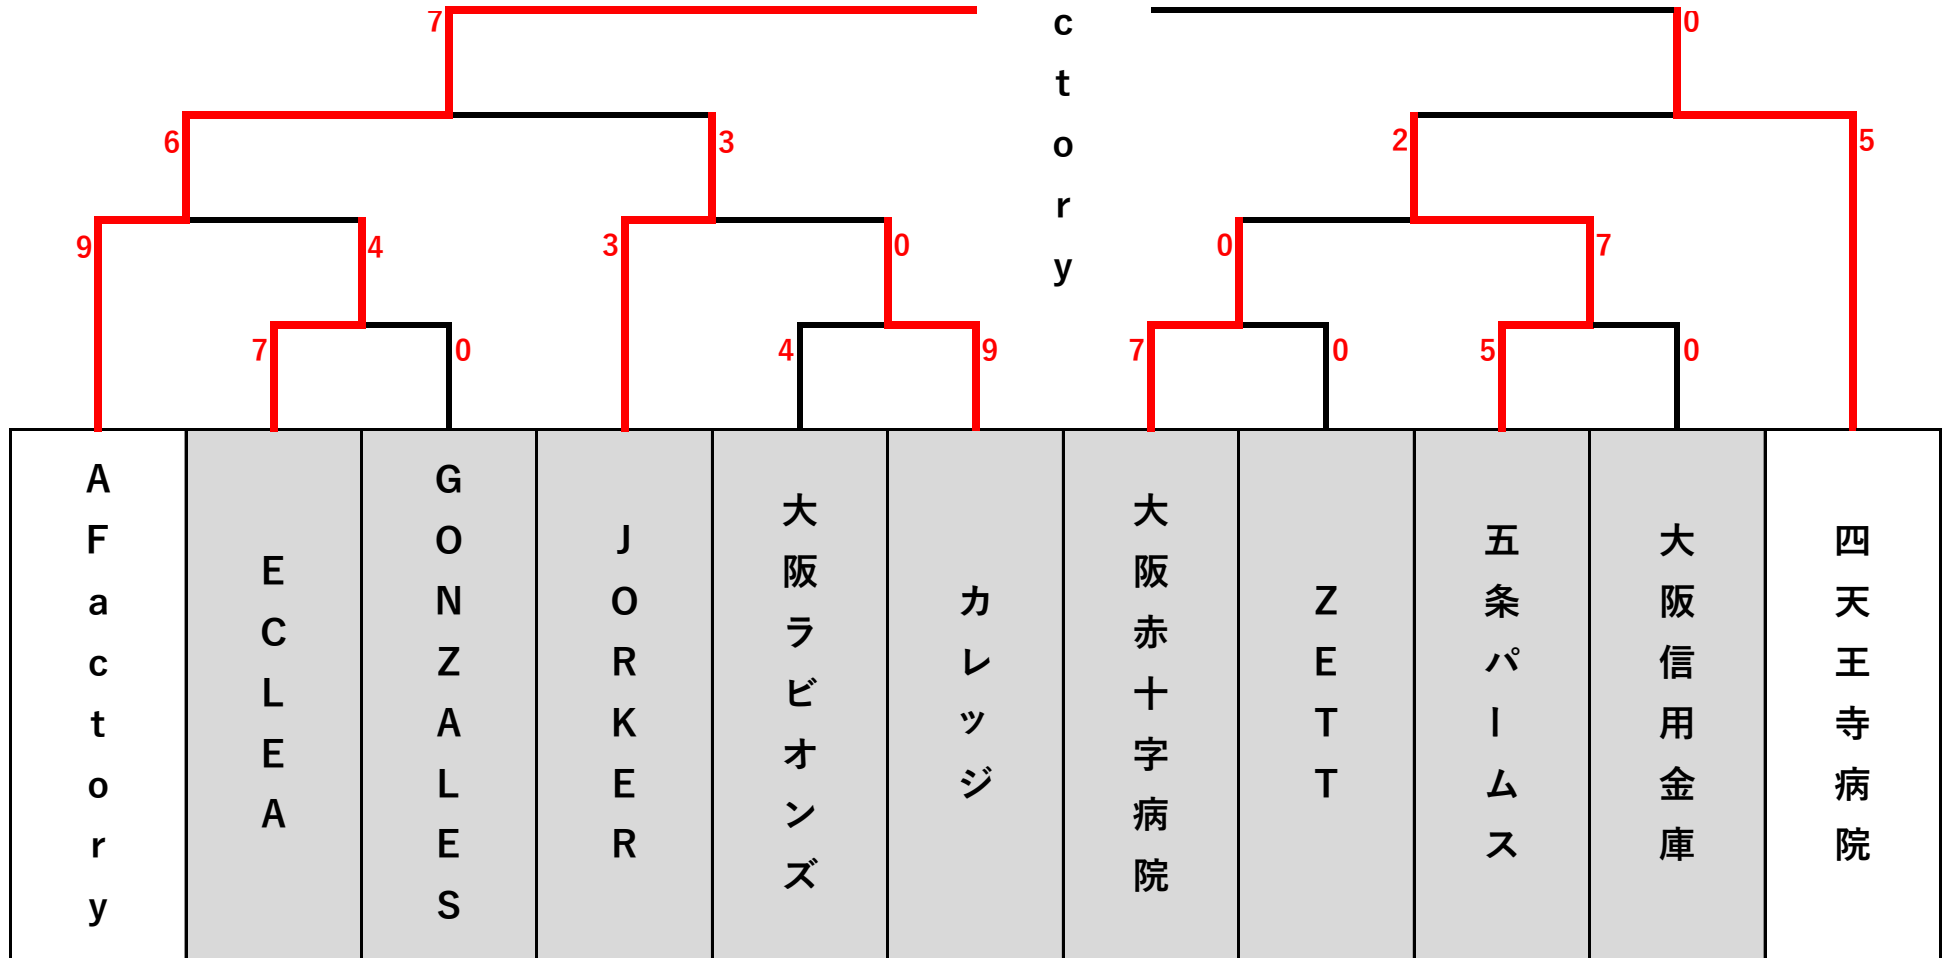 7
ctory
0
6
3
2
5
9
4
3
0
0
7
7
0
4
9
7
0
5
0
AFactory
ECLEA
GONZALES
JORKER
大阪ラビオンズ
カレッジ
大阪赤十字病院
ZETT
五条パームス
大阪信用金庫
四天王寺病院